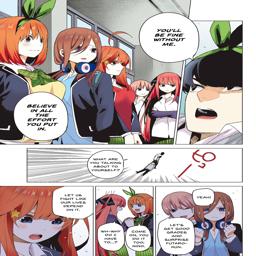 YOU'LL
BE FINE
WITHOUT
ME.
BELIEVE IN
ALL THE
EFFORT
YOU PUT
IN.
WHAT ARE
YOU TALKING
ABOUT TO
YOURSELF?
LET US
FIGHT LIKE
OUR LIVES
DEPEND
ON IT.
WH-WHY
DO I
HAVE
TO..?
COME
ON, YOU
DO IT
TOO,
NINO.
YEAH!
LET'S
GET GOOD
GRADES
AND
SURPRISE
FUTARO-
KUN.